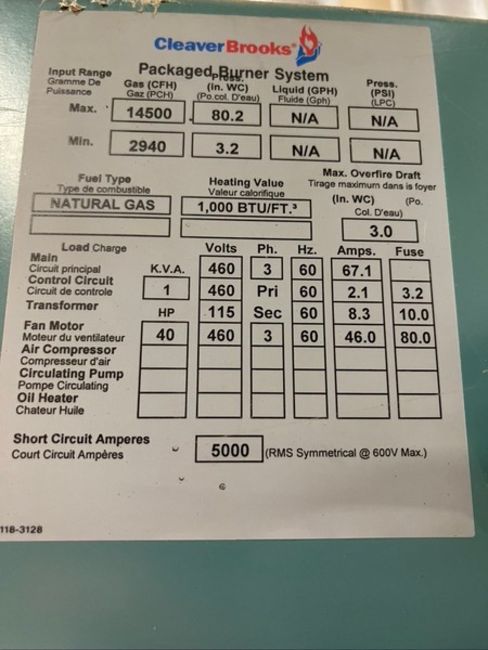 CleaverBrooks
Packaged Burner System
Input Range Gas (CFH) Press. (In. WC) Liquid (GPH) Press. (PSI)
Gramme De Puissance Gaz (PCH) (Po.col. D'eau) Fluide (Gph) (LPC)
Max. 14500 80.2 N/A N/A
Min. 2940 3.2 N/A N/A
Fuel Type Heating Value Max. Overfire Draft
Type de combustible Valeur calorifique Tirage maximum dans is foyer
NATURAL GAS 1,000 BTU/FT.³ (In. WC) (Po. Col. D'eau)
3.0
Load Charge Volts Ph. Hz. Amps. Fuse
Main
Circuit principal K.V.A. 460 3 60 67.1
Control Circuit
Circuit de controle 1 460 Pri 60 2.1 3.2
Transformer HP 115 Sec 60 8.3 10.0
Fan Motor
Moteur du ventilateur 40 460 3 60 46.0 80.0
Air Compressor
Compresseur d'air
Circulating Pump
Pompe Circulating
Oil Heater
Chateur Huile
Short Circuit Amperes
Court Circuit Ampères 5000 (RMS Symmetrical @ 600V Max.)
118-3128